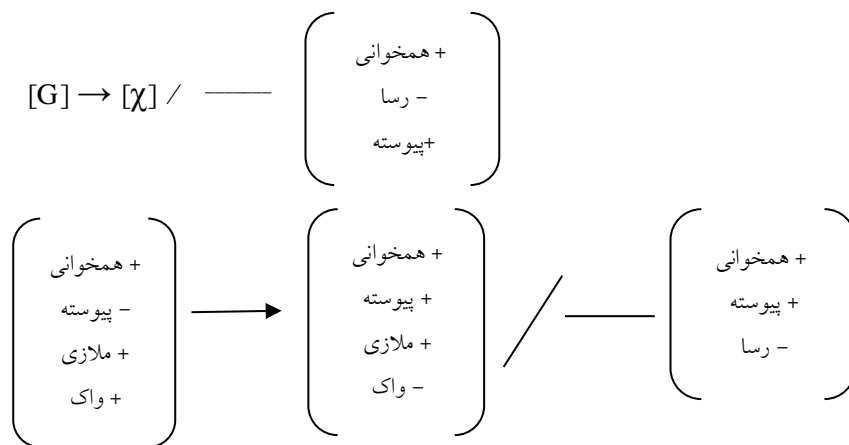 [G] → [χ] / ———
+ همخوانی
− رسا
+پیوسته
+ همخوانی
− پیوسته
+ ملازی
+ واک
+ همخوانی
+ پیوسته
+ ملازی
− واک
/ ———
+ همخوانی
+ پیوسته
− رسا